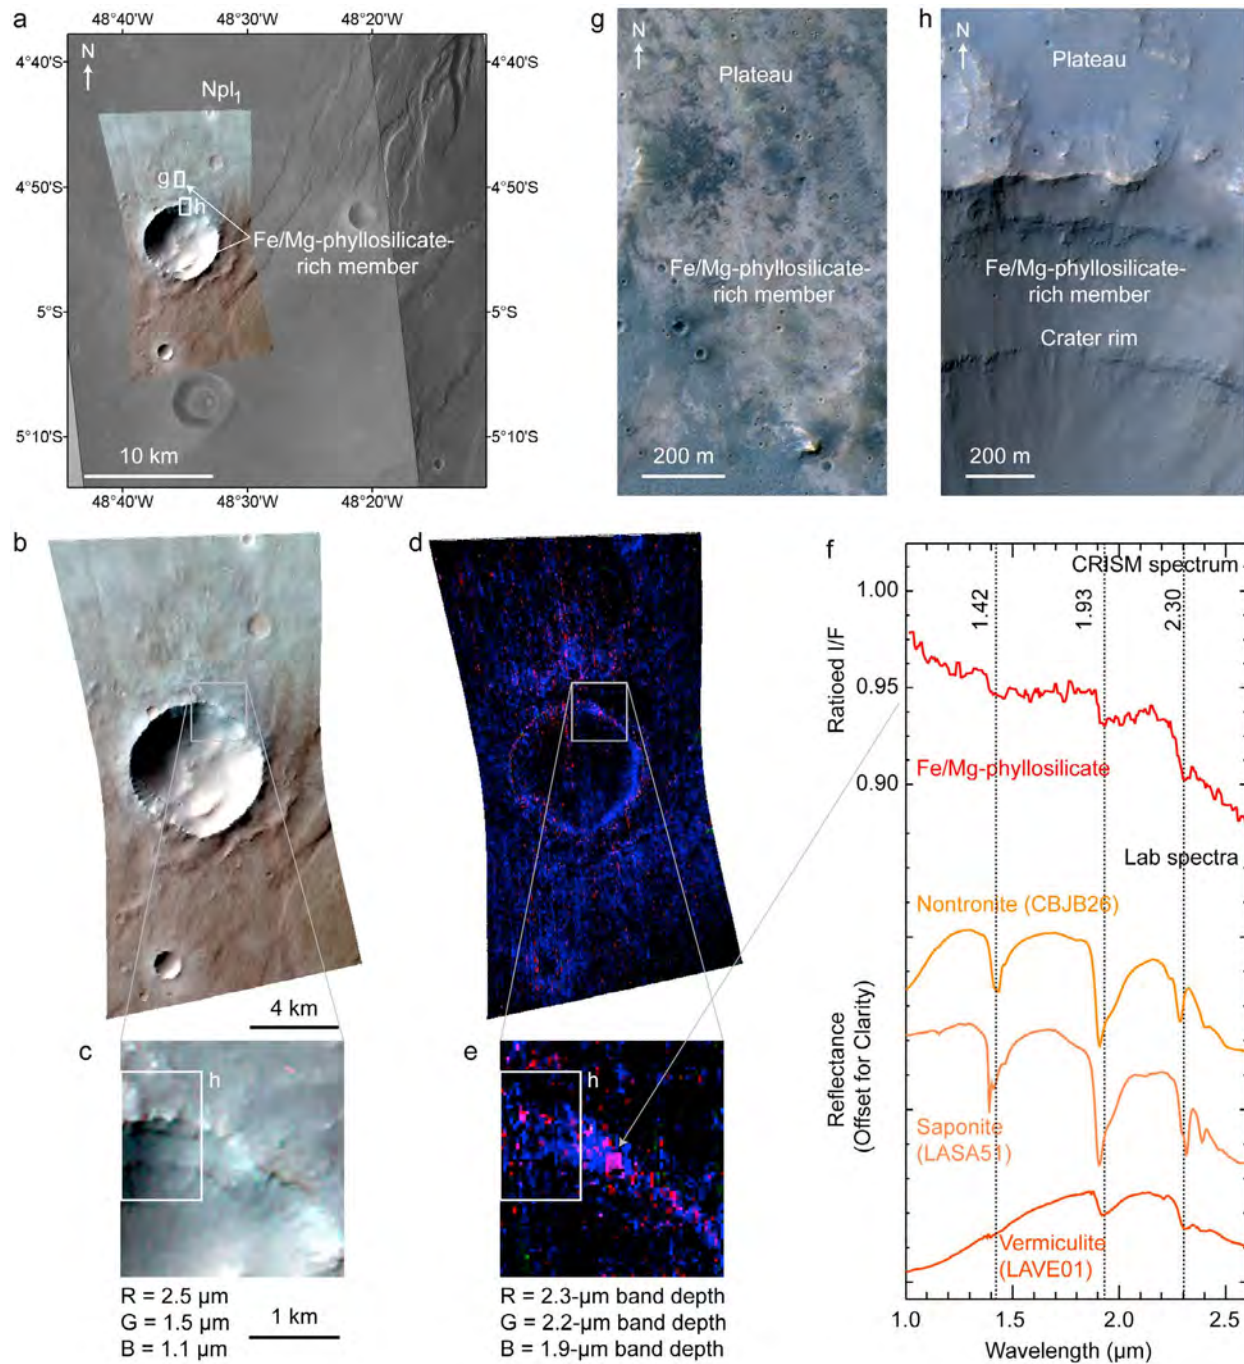 a
48°40'W
48°30'W
48°20'W
4°40'S
4°50'S
5°S
5°10'S
N
Npl1
g
h
Fe/Mg-phyllosilicate-
rich member
10 km
4°40'S
4°50'S
5°S
5°10'S
48°40'W
48°30'W
48°20'W
g
N
Plateau
Fe/Mg-phyllosilicate-
rich member
200 m
h
N
Plateau
Fe/Mg-phyllosilicate-
rich member
Crater rim
200 m
b
4 km
c
h
R = 2.5 µm
G = 1.5 µm
B = 1.1 µm
1 km
d
e
h
R = 2.3-µm band depth
G = 2.2-µm band depth
B = 1.9-µm band depth
f
CRISM spectrum
1.00
0.95
0.90
Ratioed I/F
1.42
1.93
2.30
Fe/Mg-phyllosilicate
Lab spectra
Nontronite (CBJB26)
Reflectance
(Offset for Clarity)
Saponite
(LASA51)
Vermiculite
(LAVE01)
1.0
1.5
2.0
2.5
Wavelength (µm)